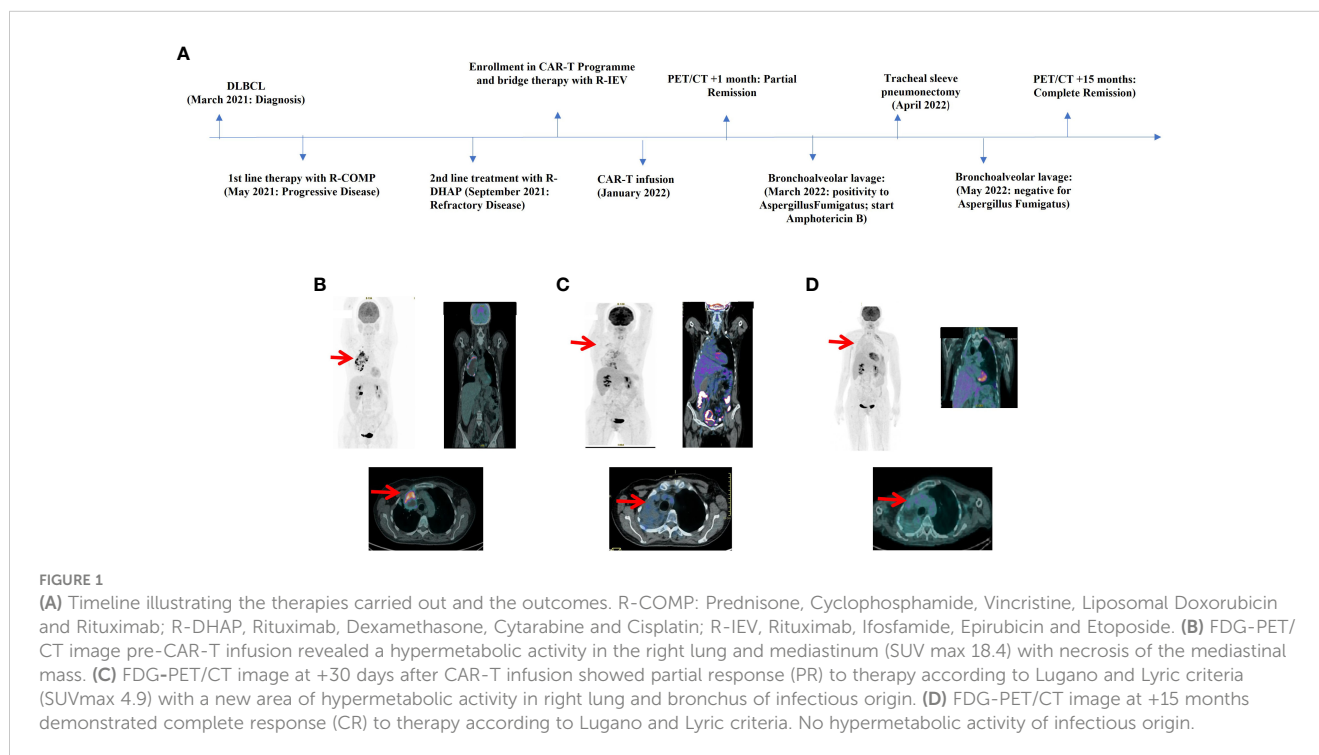 A
DLBCL
(March 2021: Diagnosis)
Enrollment in CAR-T Programme
and bridge therapy with R-IEV
PET/CT +1 month: Partial
Remission
Tracheal sleeve
pneumonectomy
(April 2022)
PET/CT +15 months:
Complete Remission)
1st line therapy with R-COMP
(May 2021: Progressive Disease)
2nd line treatment with R-
DHAP (September 2021:
Refractory Disease)
CAR-T infusion
(January 2022)
Bronchoalveolar lavage:
(March 2022: positivity to
AspergillusFumigatus; start
Amphotericin B)
Bronchoalveolar lavage:
(May 2022: negative for
Aspergillus Fumigatus)
B
C
D
FIGURE 1
(A) Timeline illustrating the therapies carried out and the outcomes. R-COMP: Prednisone, Cyclophosphamide, Vincristine, Liposomal Doxorubicin
and Rituximab; R-DHAP, Rituximab, Dexamethasone, Cytarabine and Cisplatin; R-IEV, Rituximab, Ifosfamide, Epirubicin and Etoposide. (B) FDG-PET/
CT image pre-CAR-T infusion revealed a hypermetabolic activity in the right lung and mediastinum (SUV max 18.4) with necrosis of the mediastinal
mass. (C) FDG-PET/CT image at +30 days after CAR-T infusion showed partial response (PR) to therapy according to Lugano and Lyric criteria
(SUVmax 4.9) with a new area of hypermetabolic activity in right lung and bronchus of infectious origin. (D) FDG-PET/CT image at +15 months
demonstrated complete response (CR) to therapy according to Lugano and Lyric criteria. No hypermetabolic activity of infectious origin.